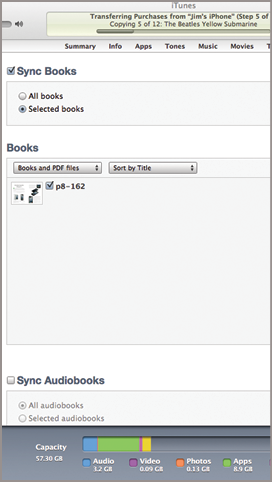 iTunes
Transferring Purchases from "Jim's iPhone" (Step 5 of
Copying 5 of 12: The Beatles Yellow Submarine
Summary Info Apps Tones Music Movies T
Sync Books
All books
Selected books
Books
Books and PDF files Sort by Title
p8-162
Sync Audiobooks
All audiobooks
Selected audiobooks
Capacity
57.30 GB
Audio Video Photos Apps
3.2 GB 0.09 GB 0.13 GB 8.9 GB